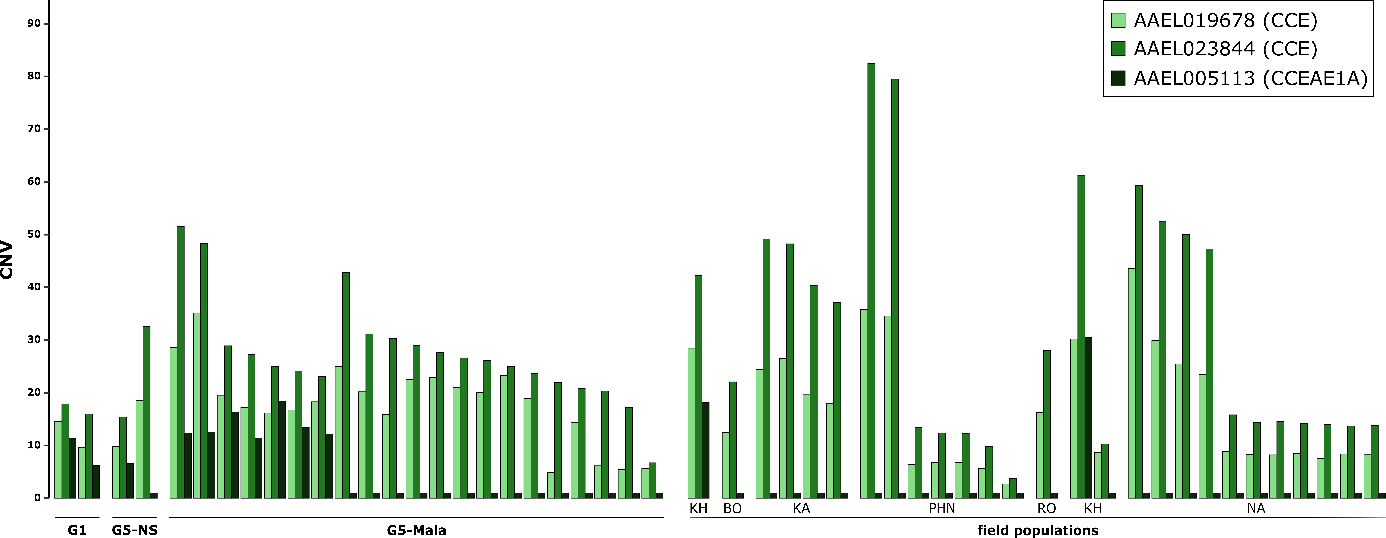 AAEL019678 (CCE)
AAEL023844 (CCE)
AAEL005113 (CCEAE1A)
CNV
90
80
70
60
50
40
30
20
10
0
KH BO KA PHN RO KH NA
G1 G5-NS G5-Mala field populations